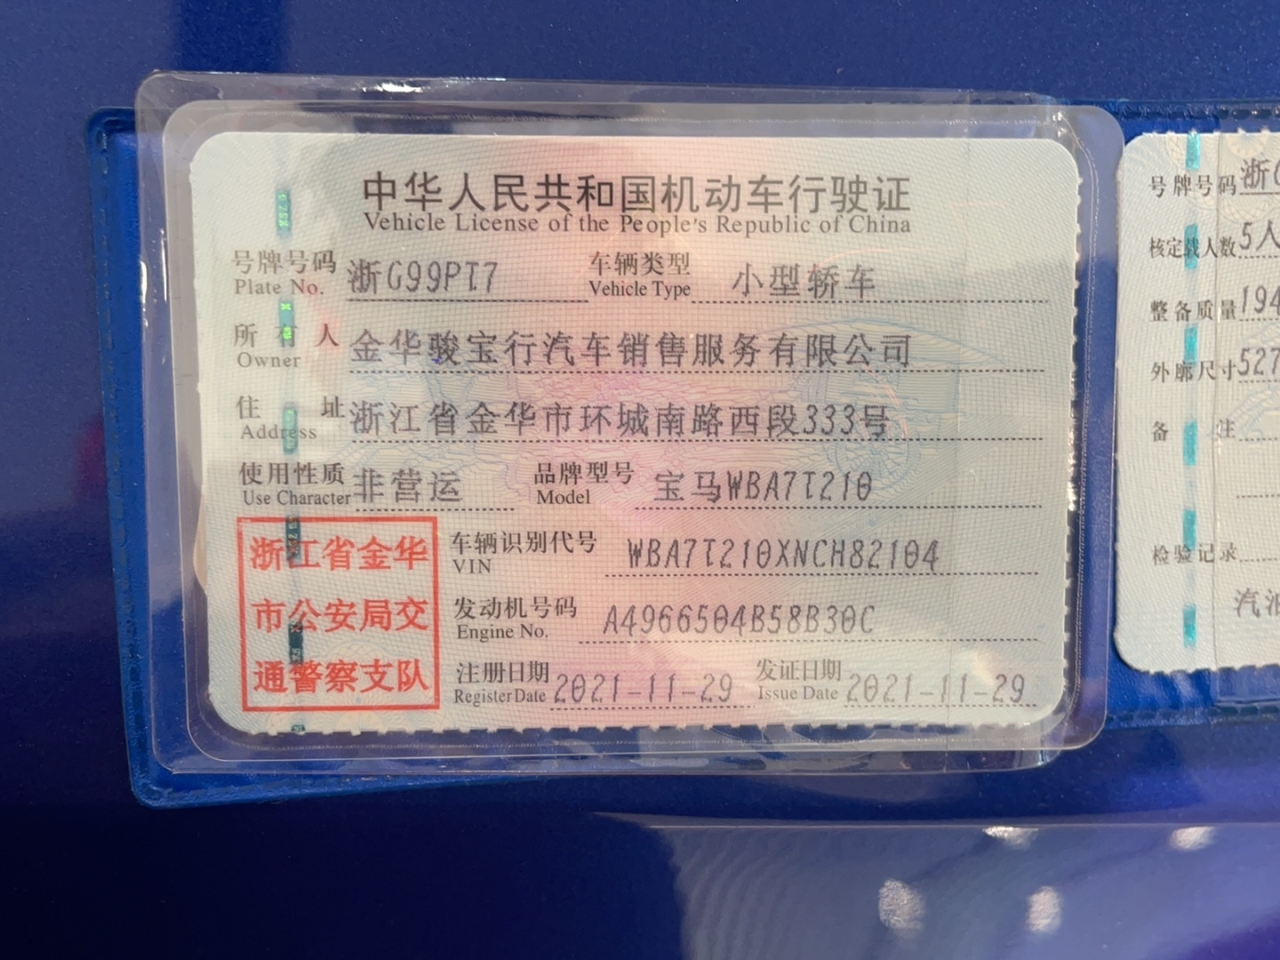 中华人民共和国机动车行驶证
Vehicle License of the People's Republic of China
号牌号码 浙G99PT7 车辆类型 小型轿车
Plate No. Vehicle Type
所有人 金华骏宝行汽车销售服务有限公司
Owner
住址 浙江省金华市环城南路西段333号
Address
使用性质 非营运 品牌型号 宝马WBA7T210
Use Character Model
浙江省金华
市公安局交
通警察支队
车辆识别代号 WBA7T210XNCH82104
VIN
发动机号码 A4966504B58B30C
Engine No.
注册日期 2021-11-29 发证日期 2021-11-29
Register Date Issue Date
号牌号码 浙
核定载人数 5人
整备质量 194
外廓尺寸 527
备注
检验记录